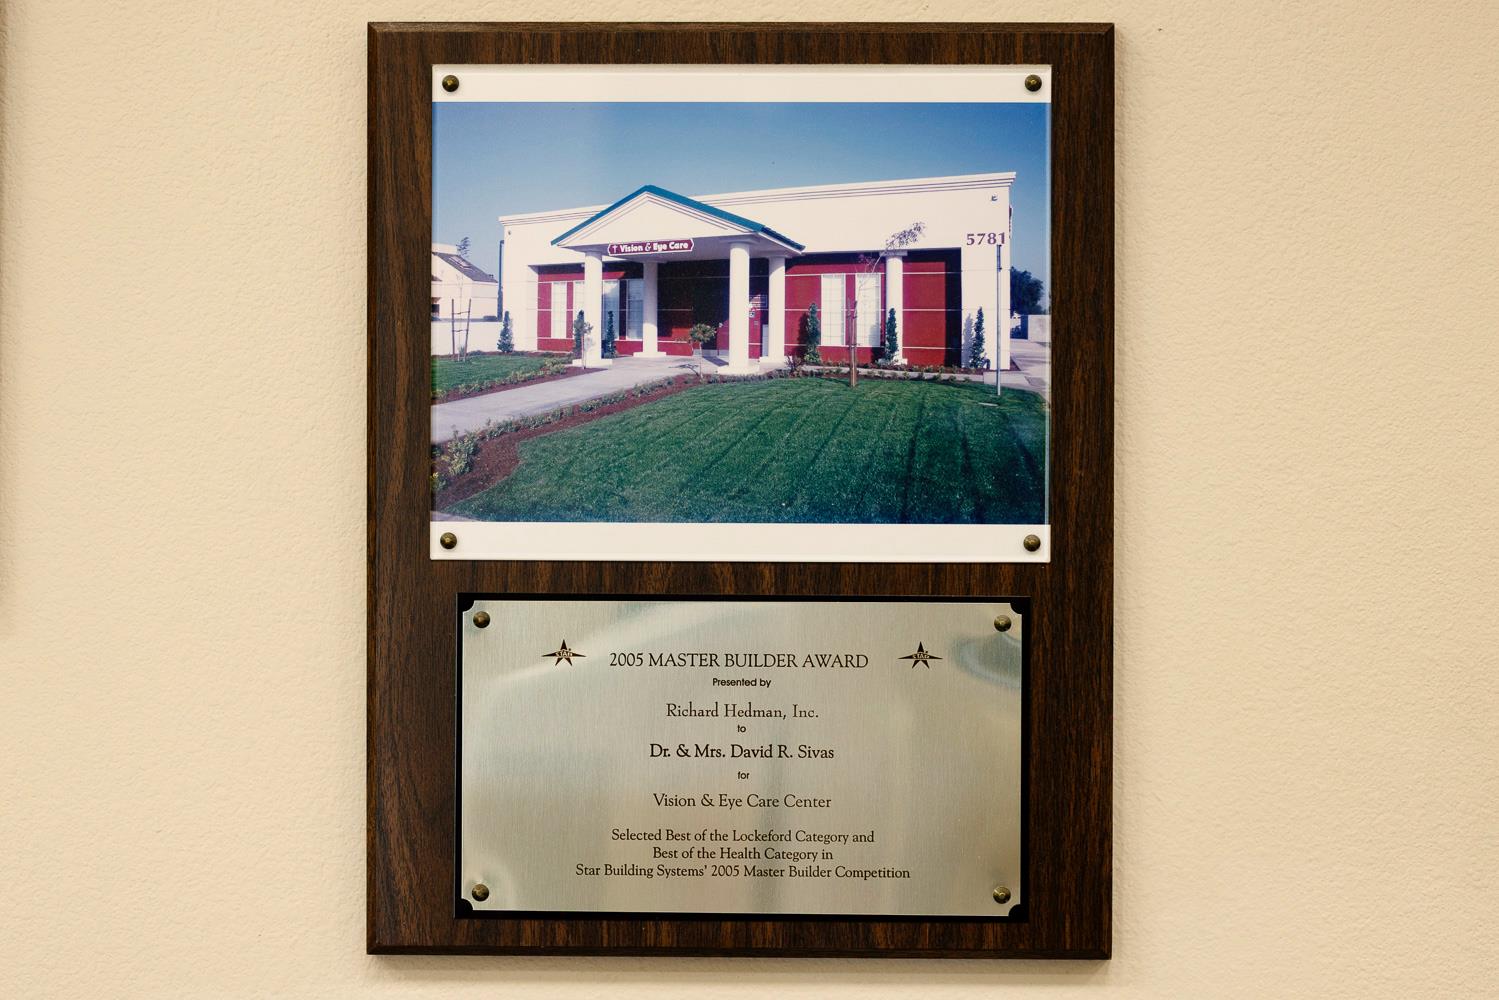 † Vision & Eye Care
5781
STAR
STAR
2005 MASTER BUILDER AWARD
Presented by
Richard Hedman, Inc.
to
Dr. & Mrs. David R. Sivas
for
Vision & Eye Care Center
Selected Best of the Lockeford Category and
Best of the Health Category in
Star Building Systems' 2005 Master Builder Competition